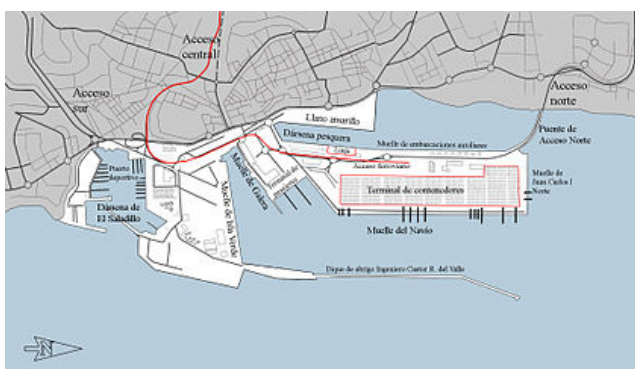 Acceso
central
Acceso
sur
Acceso
norte
Llano amarillo
Dársena pesquera
Lonja
Muelle de embarcaciones auxiliares
Puente de
Acceso Norte
Acceso ferroviario
Puerto
deportivo
Muelle de Galera
Terminal de
Muelle de
Juan Carlos I
Norte
Terminal de contenedores
Dársena de
El Saladillo
Muelle de Isla Verde
Muelle del Navío
Dique de abrigo Ingeniero Castor R. del Valle
N